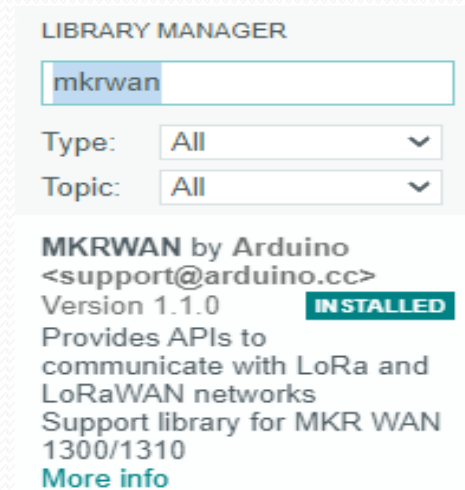 LIBRARY MANAGER
mkrwan
Type: All
Topic: All
MKRWAN by Arduino
<support@arduino.cc>
Version 1.1.0 INSTALLED
Provides APIs to
communicate with LoRa and
LoRaWAN networks
Support library for MKR WAN
1300/1310
More info